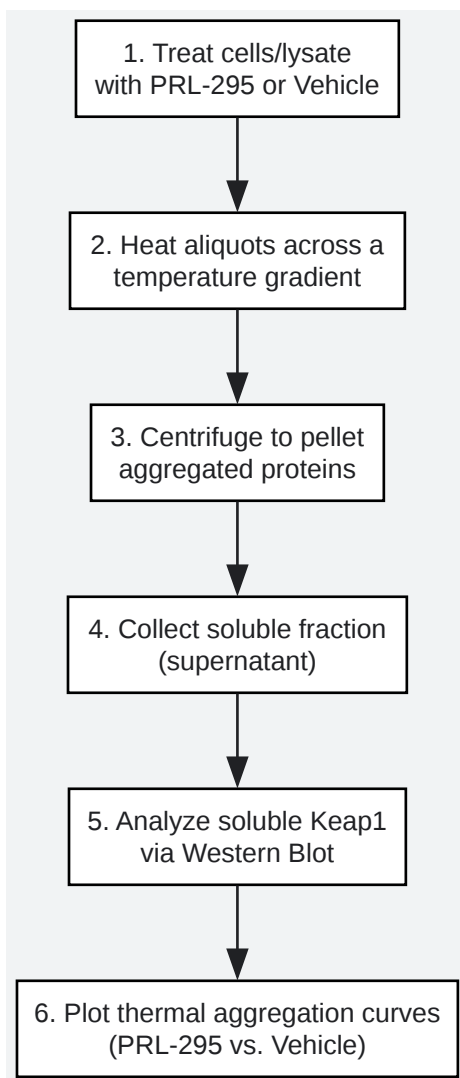 1. Treat cells/lysate
with PRL-295 or Vehicle
2. Heat aliquots across a
temperature gradient
3. Centrifuge to pellet
aggregated proteins
4. Collect soluble fraction
(supernatant)
5. Analyze soluble Keap1
via Western Blot
6. Plot thermal aggregation curves
(PRL-295 vs. Vehicle)